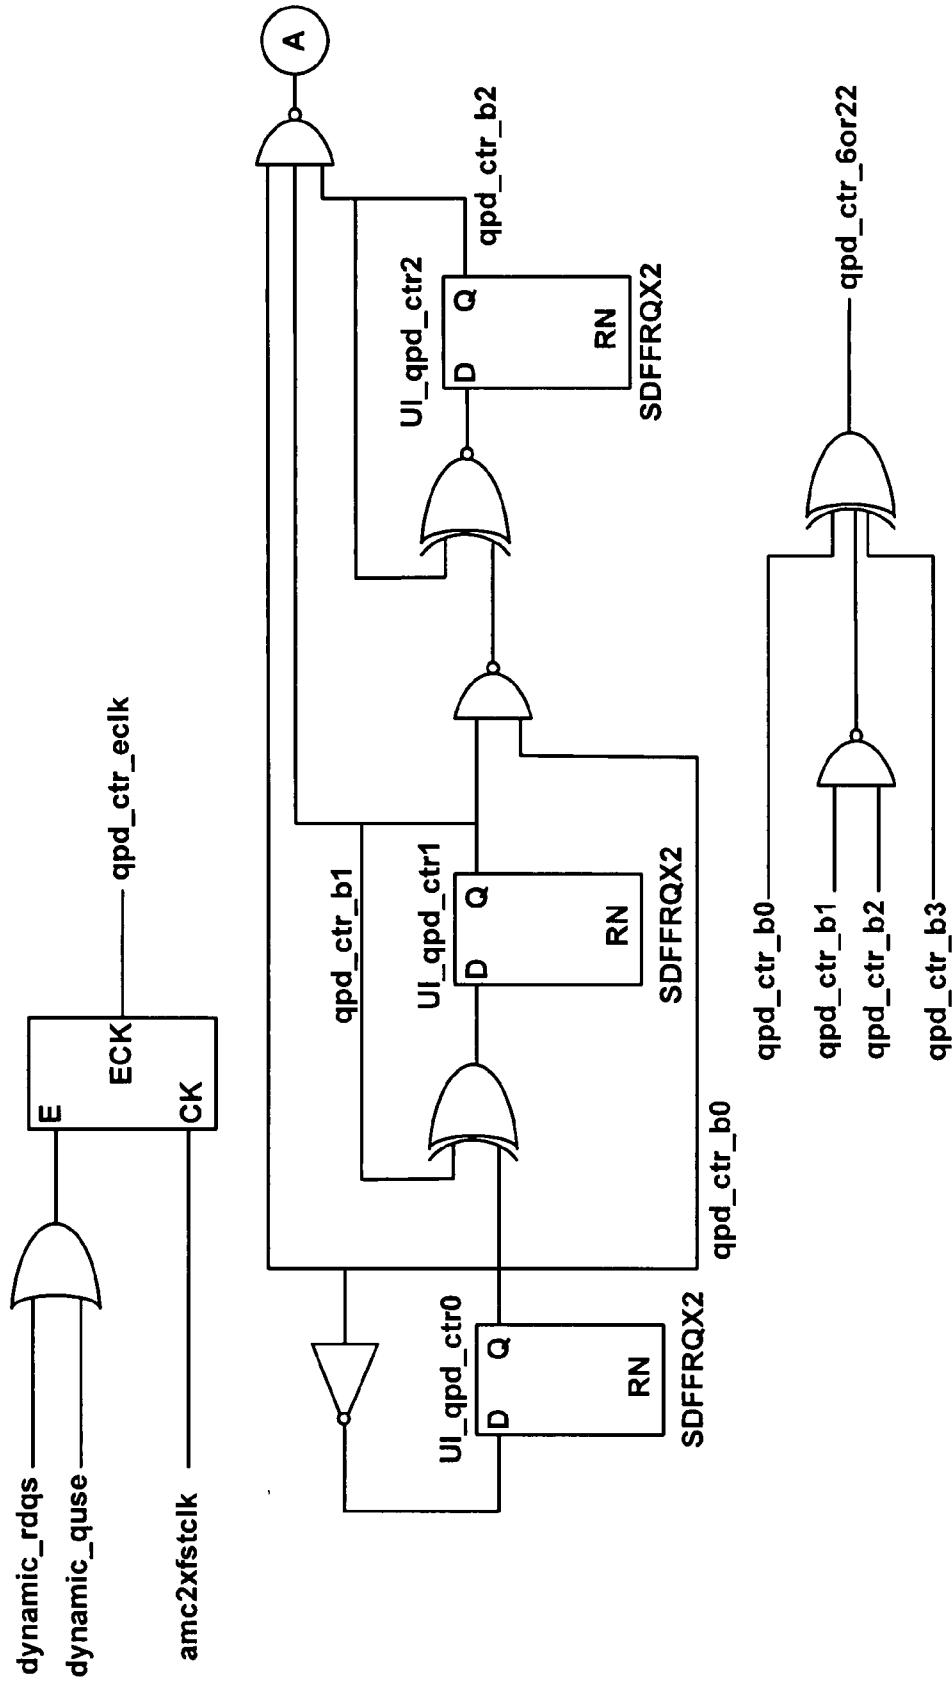 dynamic_rdqs
dynamic_quse
E
ECK
qpd_ctr_eclk
amc2xfstclk
CK
A
UI_qpd_ctr0
D
Q
RN
SDFFRQX2
qpd_ctr_b0
qpd_ctr_b1
UI_qpd_ctr1
D
Q
RN
SDFFRQX2
UI_qpd_ctr2
D
Q
RN
SDFFRQX2
qpd_ctr_b2
qpd_ctr_b0
qpd_ctr_b1
qpd_ctr_b2
qpd_ctr_b3
qpd_ctr_6or22